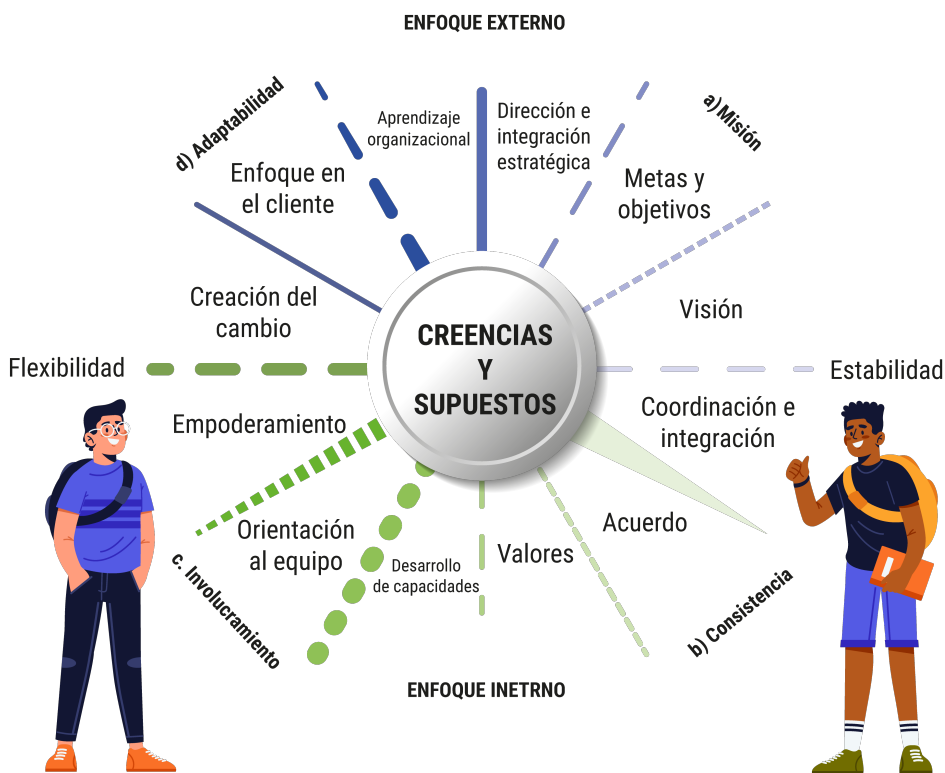 ENFOQUE EXTERNO
d) Adaptabilidad
Aprendizaje
organizacional
Dirección e
integración
estratégica
a) Misión
Enfoque en
el cliente
Metas y
objetivos
Creación del
cambio
Visión
CREENCIAS
Y
SUPUESTOS
Flexibilidad
Estabilidad
Empoderamiento
Coordinación e
integración
Orientación
al equipo
Acuerdo
Desarrollo
de capacidades
Valores
c. Involucramiento
b) Consistencia
ENFOQUE INETRNO